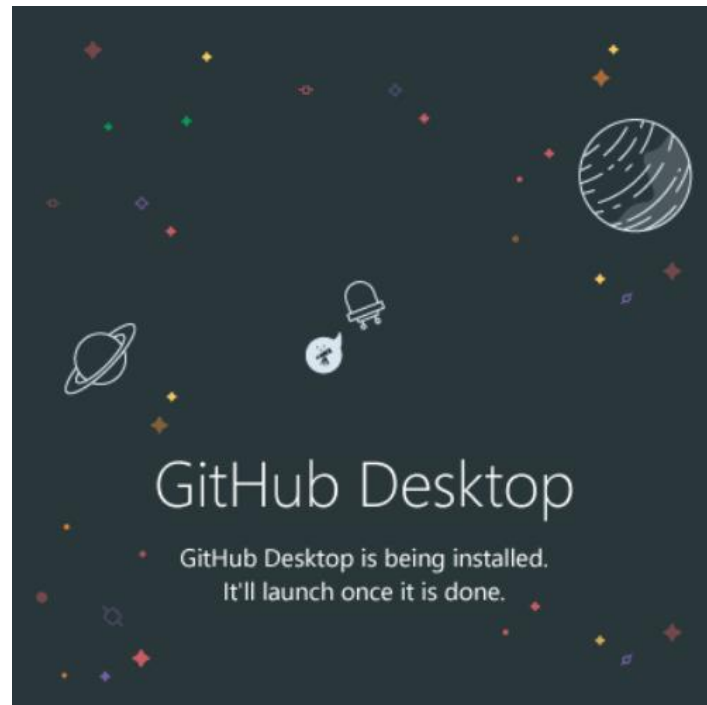 GitHub Desktop
GitHub Desktop is being installed.
It'll launch once it is done.